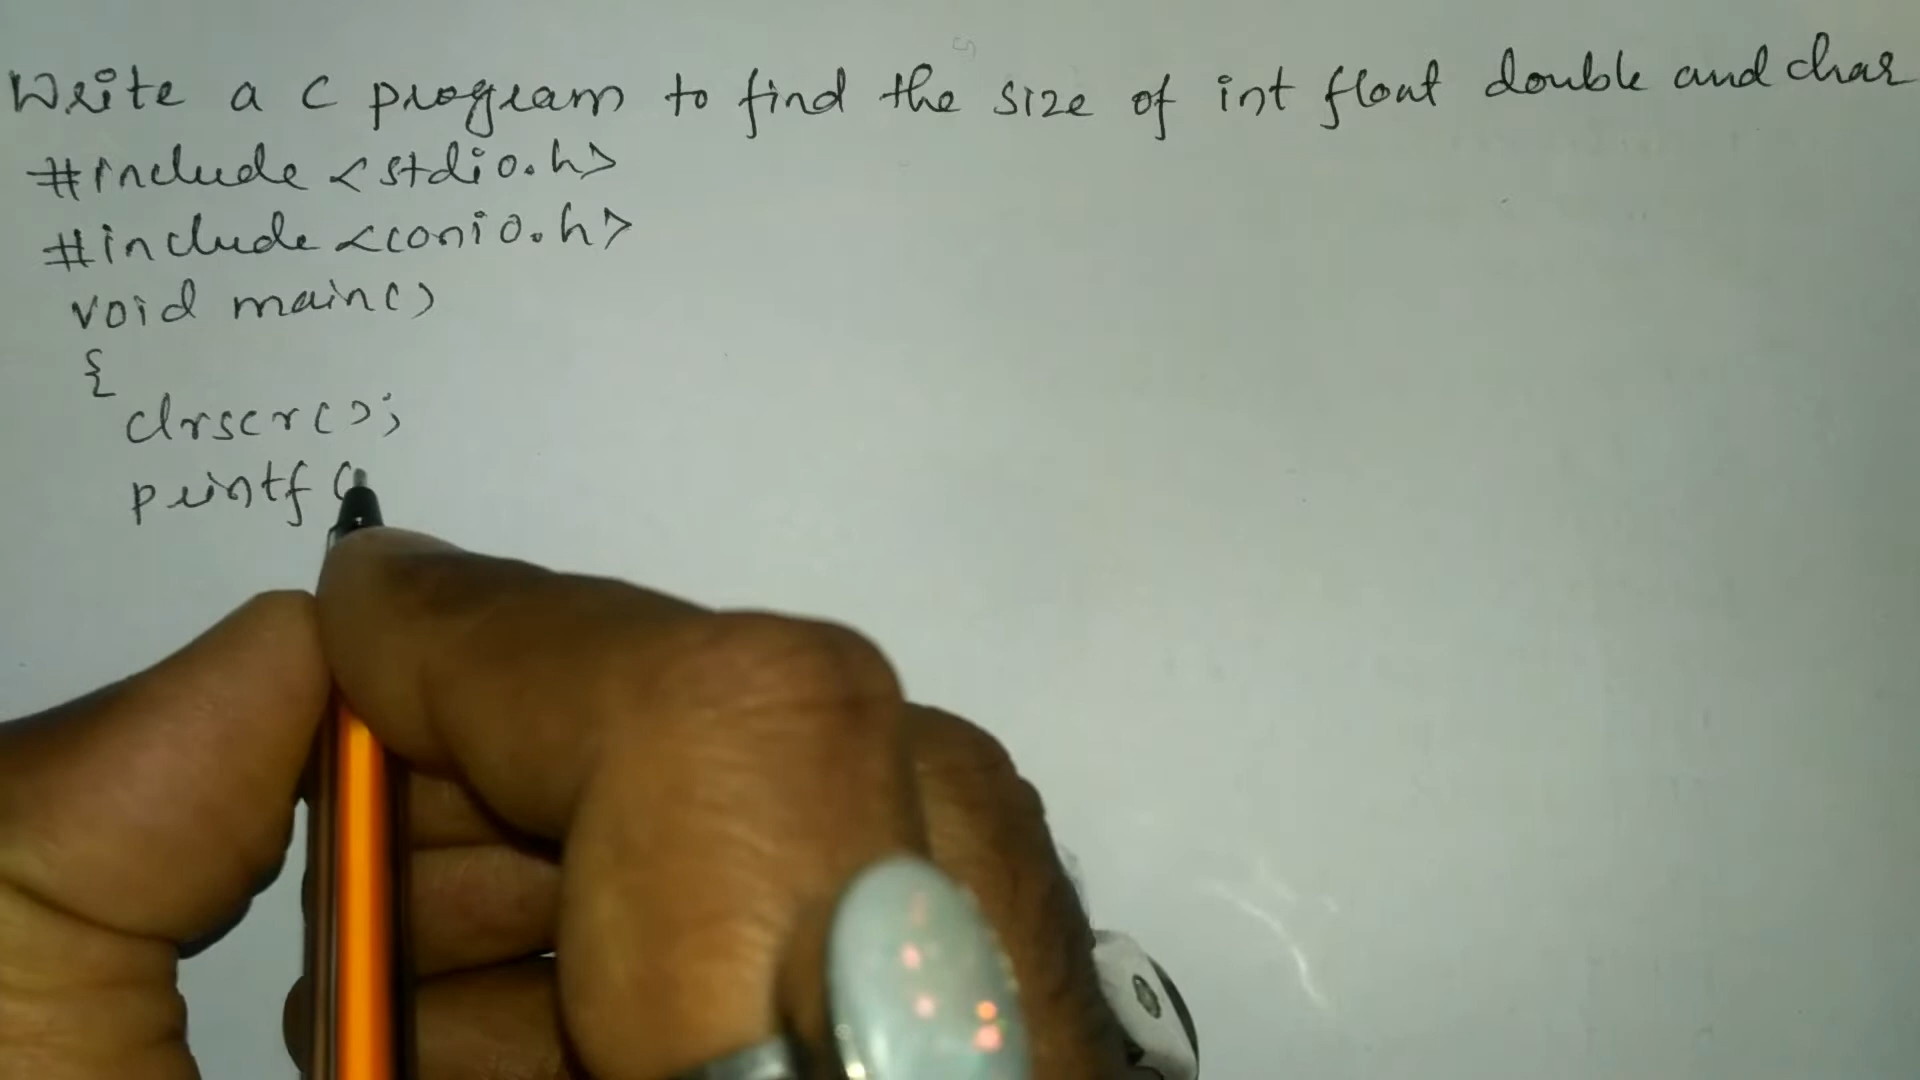 Write a C program to find the size of int float double and char
#include <stdio.h>
#include <conio.h>
void main()
{
clrscr();
printf (